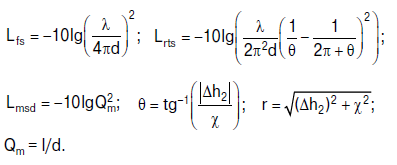 L_fs = −10lg(λ/4πd)²; L_rts = −10lg(λ/2π²d(1/θ − 1/2π + θ)²);
L_msd = −10lgQ²_m; θ = tg⁻¹(|Δh₂|/χ); r = √(Δh₂)² + χ²;
Q_m = l/d.